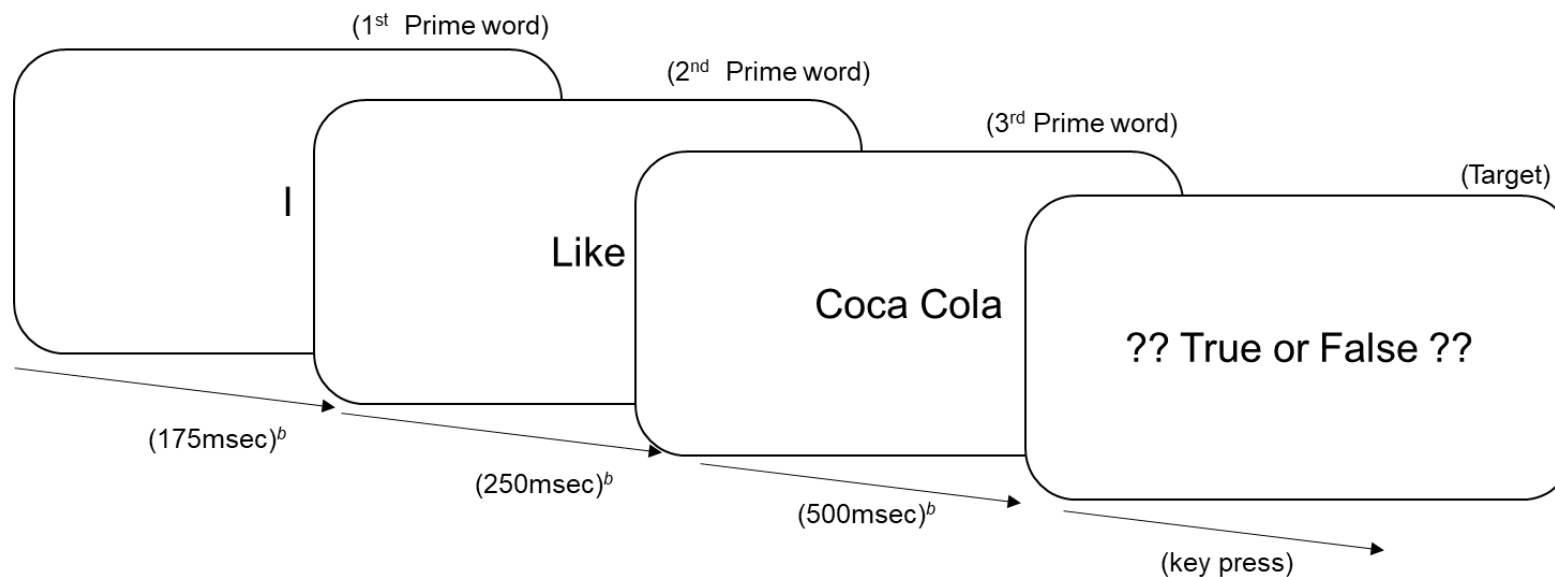 (1st Prime word)
I
(175msec)b
(2nd Prime word)
Like
(250msec)b
(3rd Prime word)
Coca Cola
(500msec)b
(Target)
?? True or False ??
(key press)